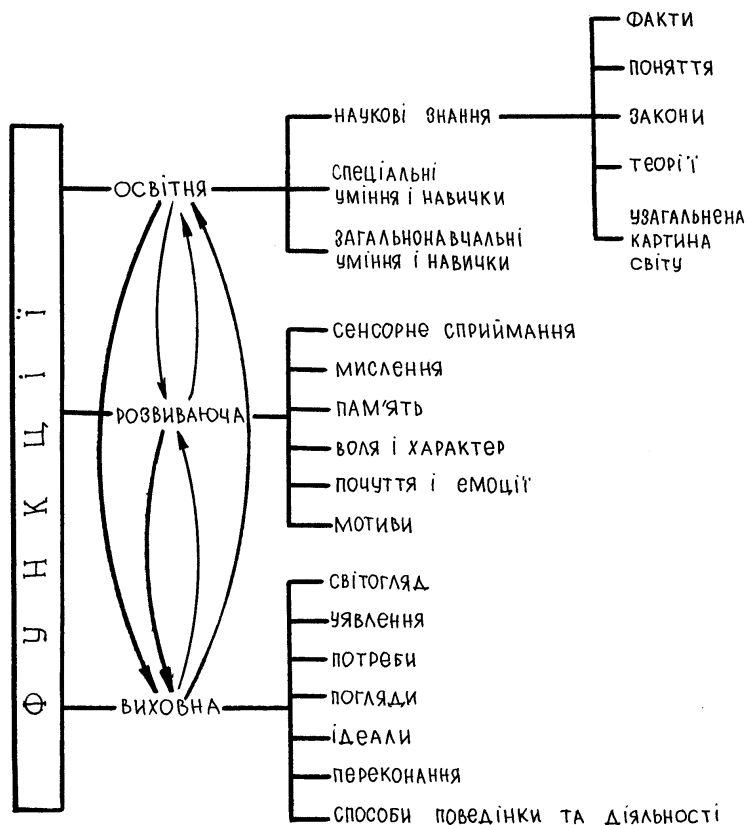 ФУНКЦІЇ
ОСВІТНЯ
НАУКОВІ ЗНАННЯ
ФАКТИ
ПОНЯТТЯ
ЗАКОНИ
ТЕОРІЇ
УЗАГАЛЬНЕНА
КАРТИНА
СВІТУ
СПЕЦІАЛЬНІ
УМІННЯ І НАВИЧКИ
ЗАГАЛЬНОНАВЧАЛЬНІ
УМІННЯ І НАВИЧКИ
РОЗВИВАЮЧА
СЕНСОРНЕ СПРИЙМАННЯ
МИСЛЕННЯ
ПАМ'ЯТЬ
ВОЛЯ І ХАРАКТЕР
ПОЧУТТЯ І ЕМОЦІЇ
МОТИВИ
ВИХОВНА
СВІТОГЛЯД
УЯВЛЕННЯ
ПОТРЕБИ
ПОГЛЯДИ
ІДЕАЛИ
ПЕРЕКОНАННЯ
СПОСОБИ ПОВЕДІНКИ ТА ДІЯЛЬНОСТІ